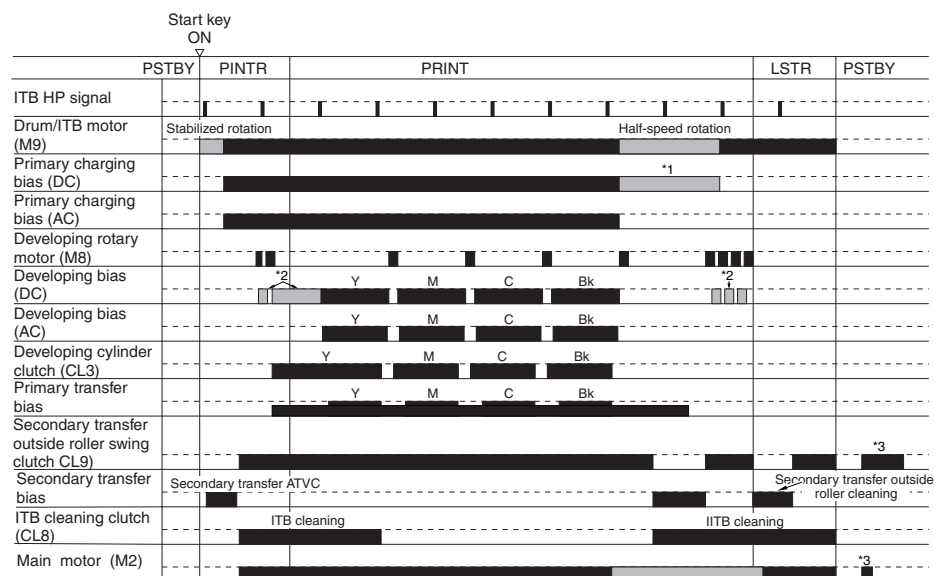 Start key
ON
PSTBY PINTR PRINT LSTR PSTBY
ITB HP signal
Drum/ITB motor
(M9)
Stabilized rotation
Half-speed rotation
Primary charging
bias (DC)
*1
Primary charging
bias (AC)
Developing rotary
motor (M8)
Developing bias
(DC)
*2 Y M C Bk *2
Developing bias
(AC)
Y M C Bk
Developing cylinder
clutch (CL3)
Y M C Bk
Primary transfer
bias
Y M C Bk
Secondary transfer
outside roller swing
clutch CL9)
*3
Secondary transfer
bias
Secondary transfer ATVC
Secondary transfer outside
roller cleaning
ITB cleaning clutch
(CL8)
ITB cleaning
IITB cleaning
Main motor (M2)
*3